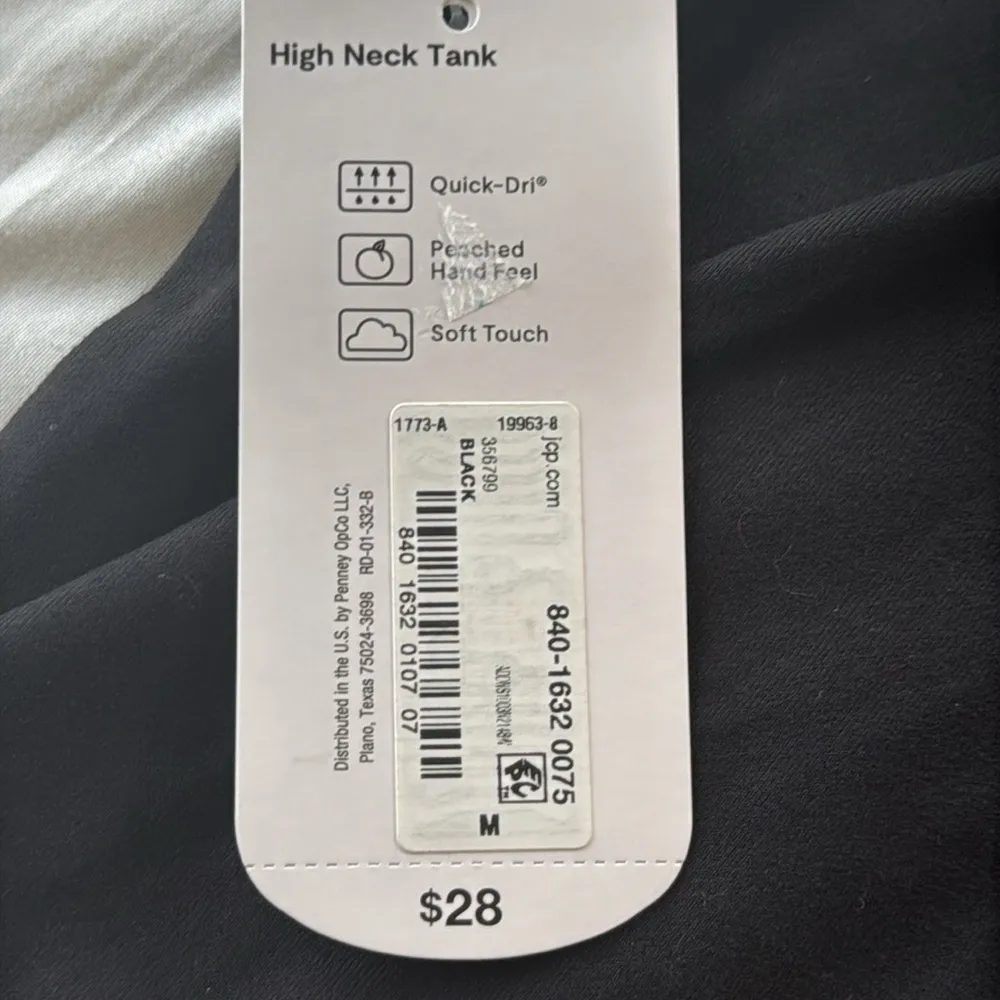 High Neck Tank
Quick-Dri®
Peached
Hand Feel
Soft Touch
1773-A 19963-8
jcp.com
356799
BLACK
840 1632 0107 07
840-1632 0075
EPC™
M
Distributed in the U.S. by Penney OpCo LLC,
Plano, Texas 75024-3698 RD-01-332-B
$28